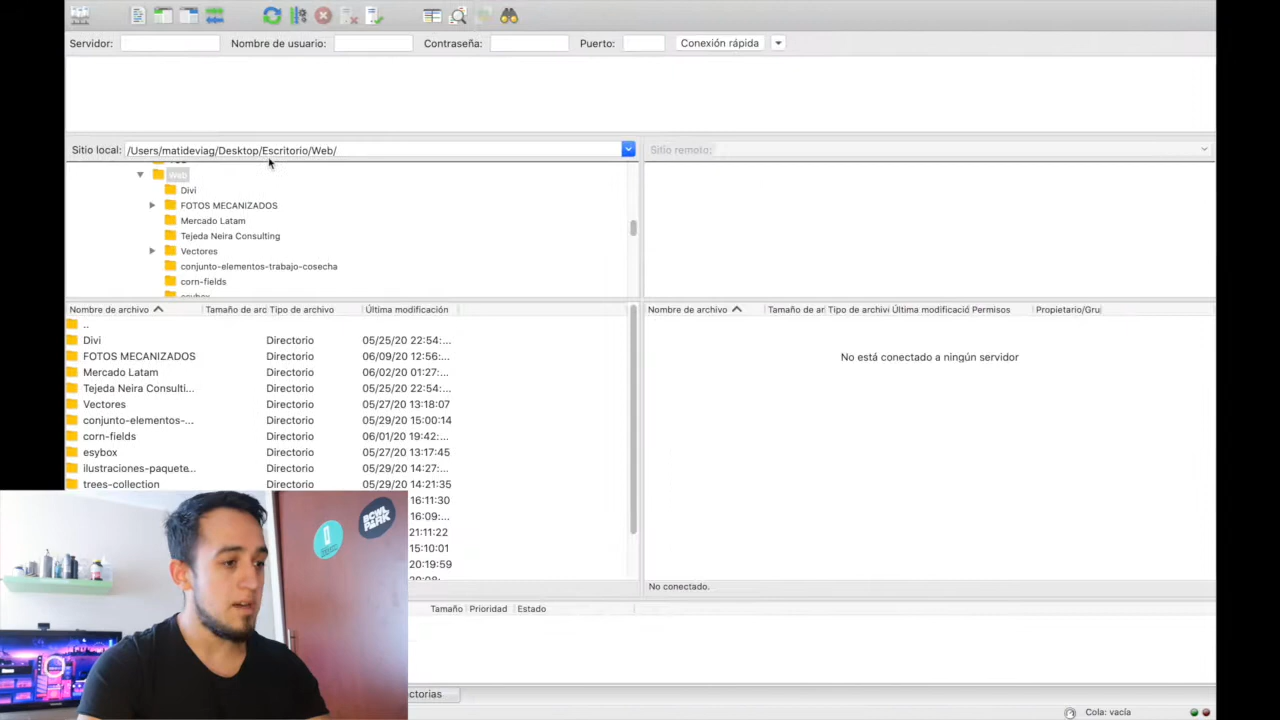 Servidor: Nombre de usuario: Contraseña: Puerto: Conexión rápida
Sitio local: /Users/matideviag/Desktop/Escritorio/Web/
Sitio remoto:
Web
Divi
FOTOS MECANIZADOS
Mercado Latam
Tejeda Neira Consulting
Vectores
conjunto-elementos-trabajo-cosecha
corn-fields
esybox
Nombre de archivo Tamaño de arc Tipo de archivo Última modificación
..
Divi Directorio 05/25/20 22:54:...
FOTOS MECANIZADOS Directorio 06/09/20 12:56:...
Mercado Latam Directorio 06/02/20 01:27:...
Tejeda Neira Consulti... Directorio 05/25/20 22:54:...
Vectores Directorio 05/27/20 13:18:07
conjunto-elementos-... Directorio 05/29/20 15:00:14
corn-fields Directorio 06/01/20 19:42:...
esybox Directorio 05/27/20 13:17:45
ilustraciones-paquete... Directorio 05/29/20 14:27:...
trees-collection Directorio 05/29/20 14:21:35
16:11:30
16:09:...
21:11:22
15:10:01
20:19:59
Nombre de archivo Tamaño de ar Tipo de archivo Última modificació Permisos Propietario/Gru
No está conectado a ningún servidor
No conectado.
Tamaño Prioridad Estado
ctorias
Cola: vacía
BOWL
PARK